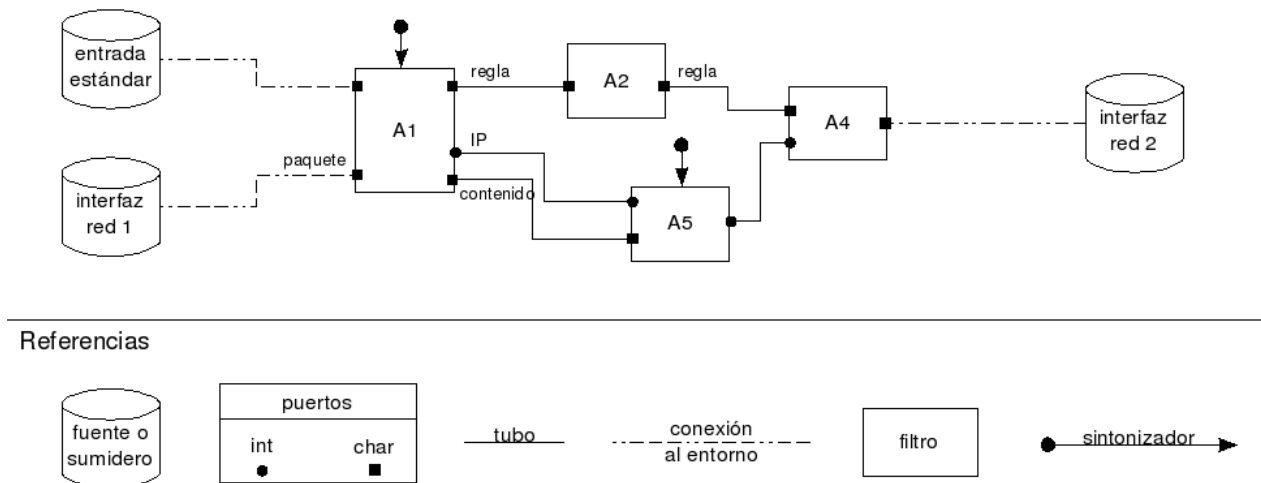 entrada
estándar
regla
A2
regla
A1
A4
interfaz
red 2
IP
paquete
contenido
interfaz
red 1
A5
Referencias
fuente o
sumidero
puertos
int
char
tubo
conexión
al entorno
filtro
sintonizador